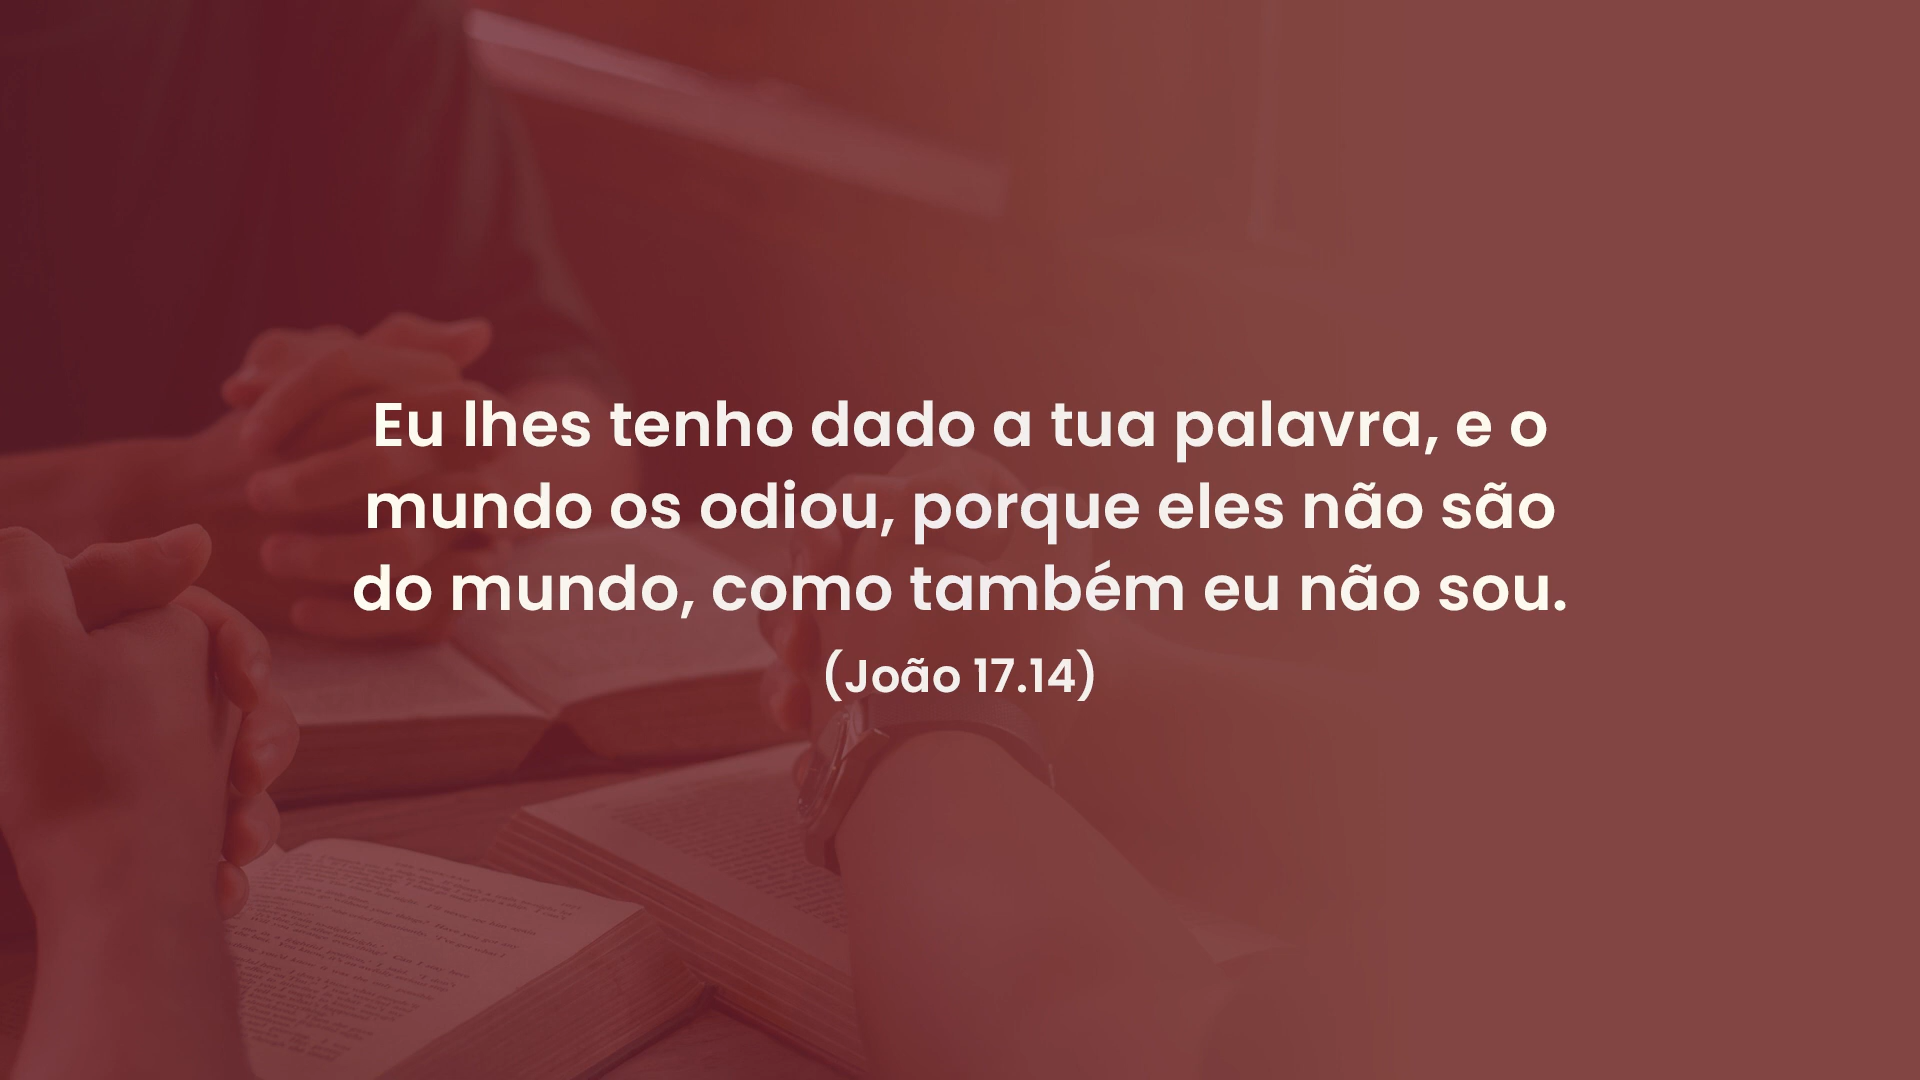 Eu lhes tenho dado a tua palavra, e o
mundo os odiou, porque eles não são
do mundo, como também eu não sou.
(João 17.14)